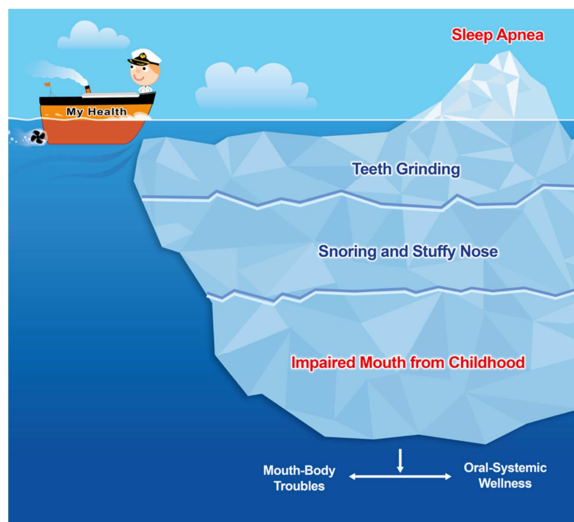 Sleep Apnea
My Health
Teeth Grinding
Snoring and Stuffy Nose
Impaired Mouth from Childhood
Mouth-Body
Troubles
Oral-Systemic
Wellness